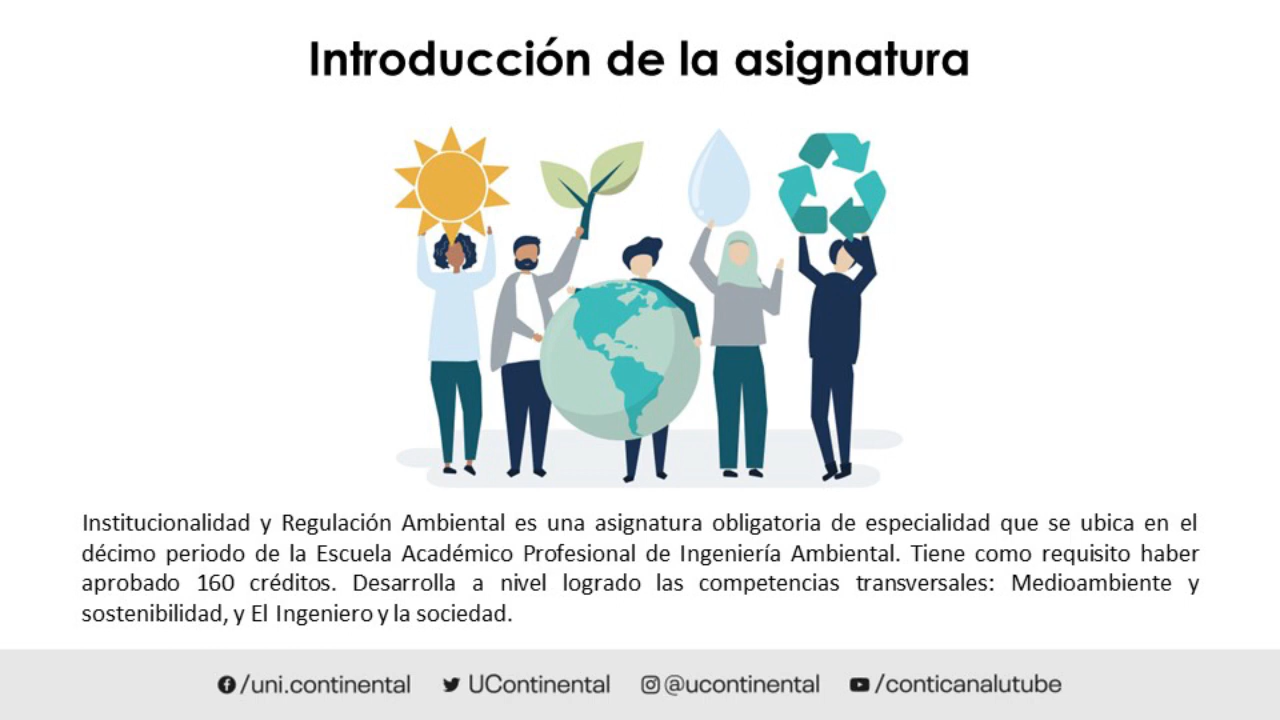 Introducción de la asignatura
Institucionalidad y Regulación Ambiental es una asignatura obligatoria de especialidad que se ubica en el
décimo periodo de la Escuela Académico Profesional de Ingeniería Ambiental. Tiene como requisito haber
aprobado 160 créditos. Desarrolla a nivel logrado las competencias transversales: Medioambiente y
sostenibilidad, y El Ingeniero y la sociedad.
/uni.continental UContinental @ucontinental /conticanalutube